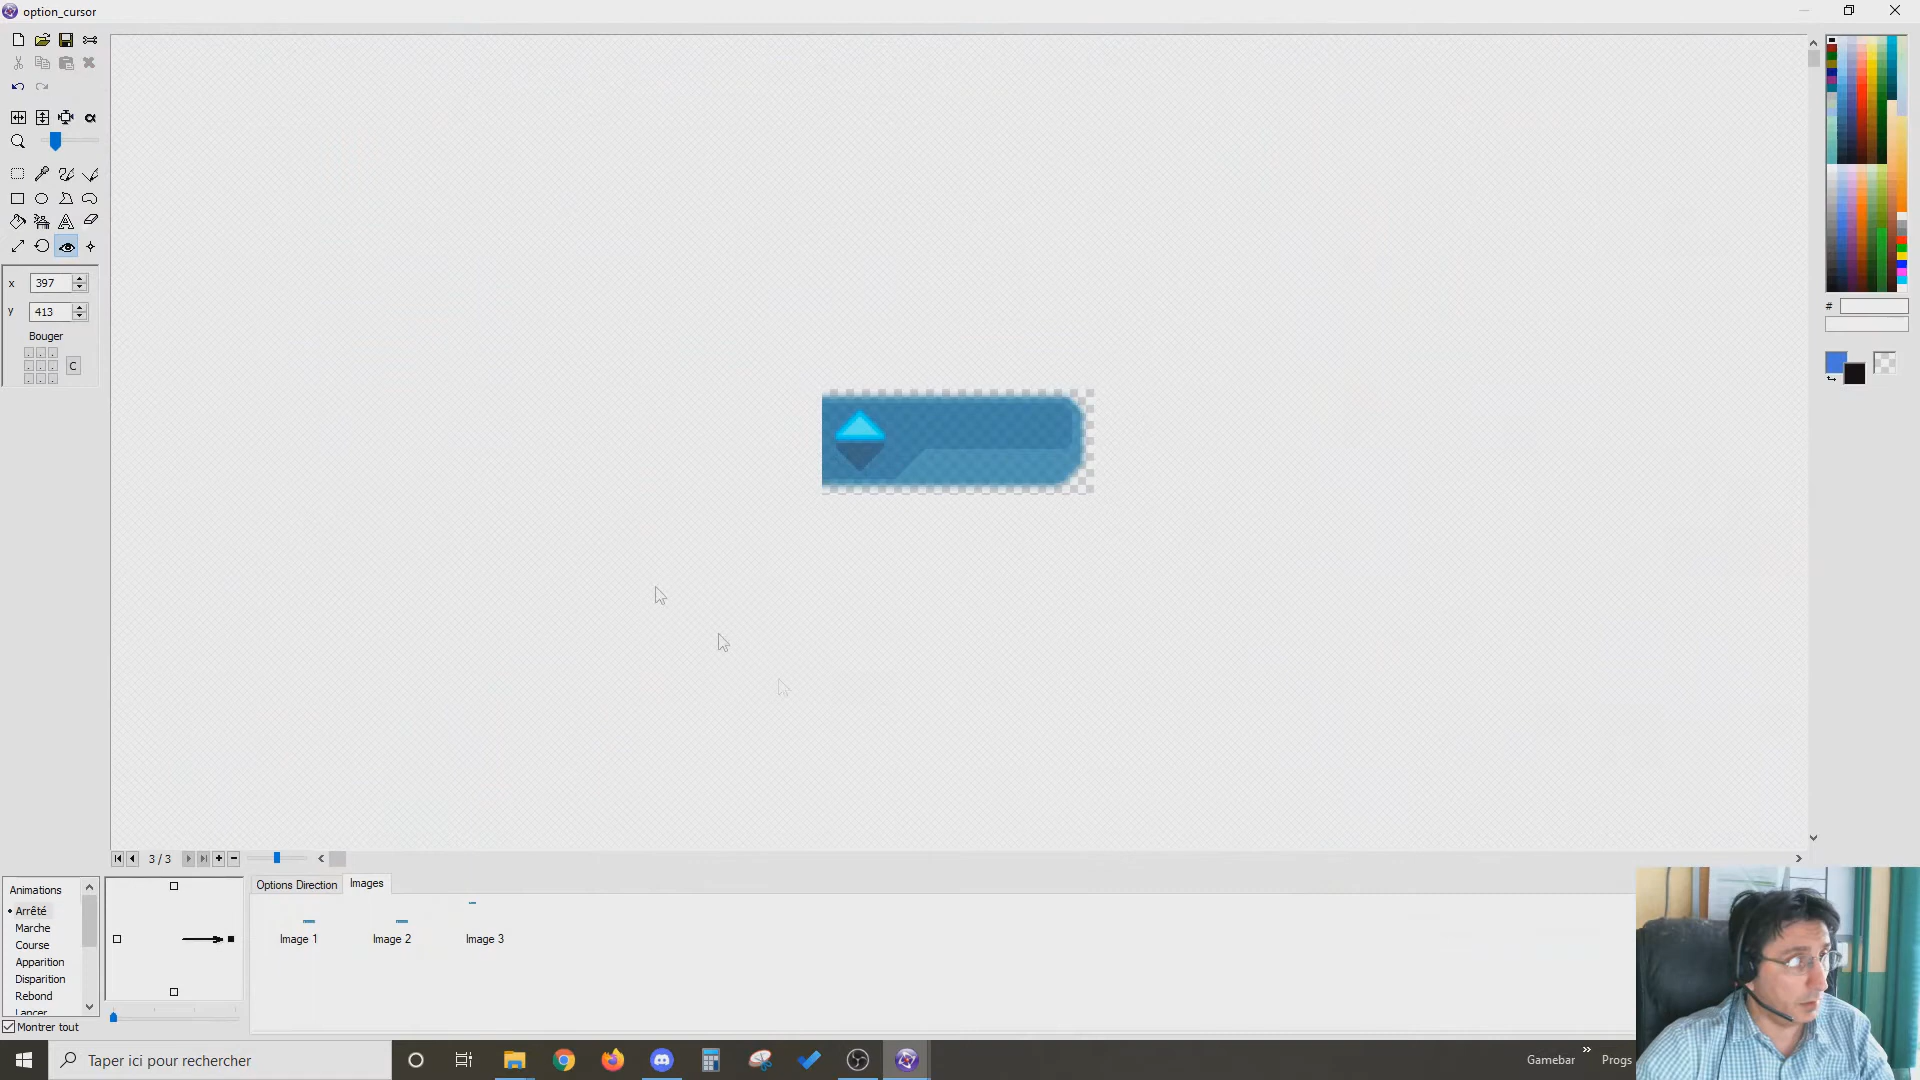 option_cursor
x 397
y 413
Bouger
C
#
3 / 3
Animations
Options Direction
Images
Arrêté
Marche
Course
Apparition
Disparition
Rebond
Lancer
Image 1
Image 2
Image 3
Montrer tout
Taper ici pour rechercher
Gamebar
»
Progs